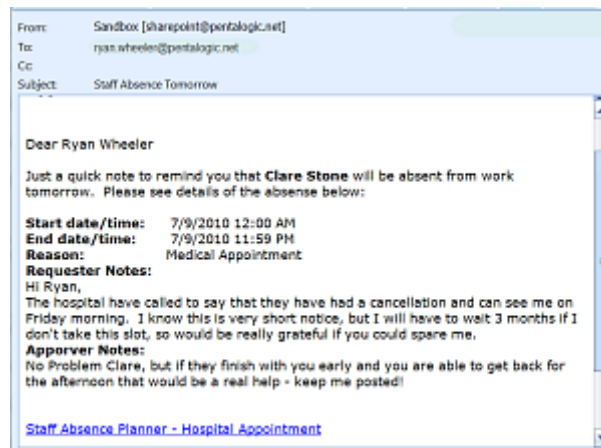 From: Sandbox [sharepoint@pentalogic.net]
To: ryan.wheeler@pentalogic.net
Cc:
Subject: Staff Absence Tomorrow
Dear Ryan Wheeler
Just a quick note to remind you that Clare Stone will be absent from work
tomorrow. Please see details of the absense below:
Start date/time: 7/9/2010 12:00 AM
End date/time: 7/9/2010 11:59 PM
Reason: Medical Appointment
Requester Notes:
Hi Ryan,
The hospital have called to say that they have had a cancellation and can see me on
Friday morning. I know this is very short notice, but I will have to wait 3 months if I
don't take this slot, so would be really grateful if you could spare me.
Apporver Notes:
No Problem Clare, but if they finish with you early and you are able to get back for
the afternoon that would be a real help - keep me posted!
Staff Absence Planner - Hospital Appointment